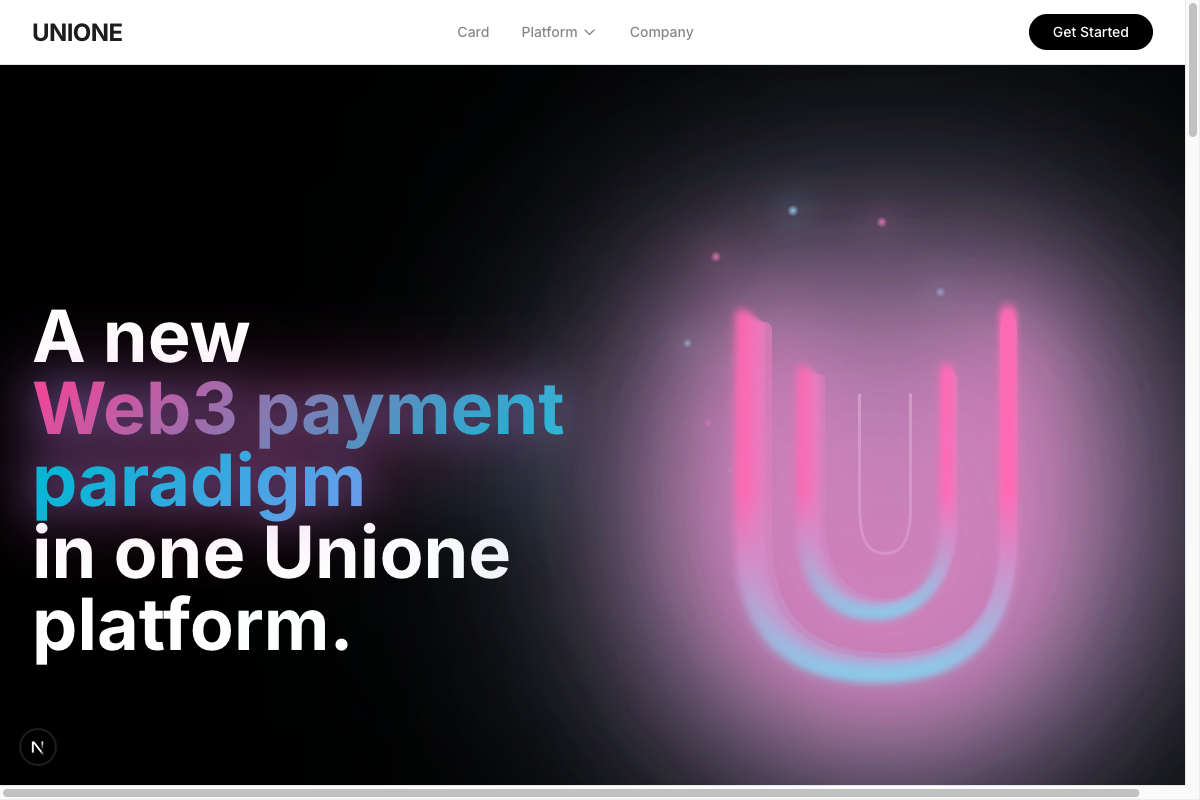 UNIONE
Card
Platform
Company
Get Started
A new
Web3 payment
paradigm
in one Unione
platform.
N